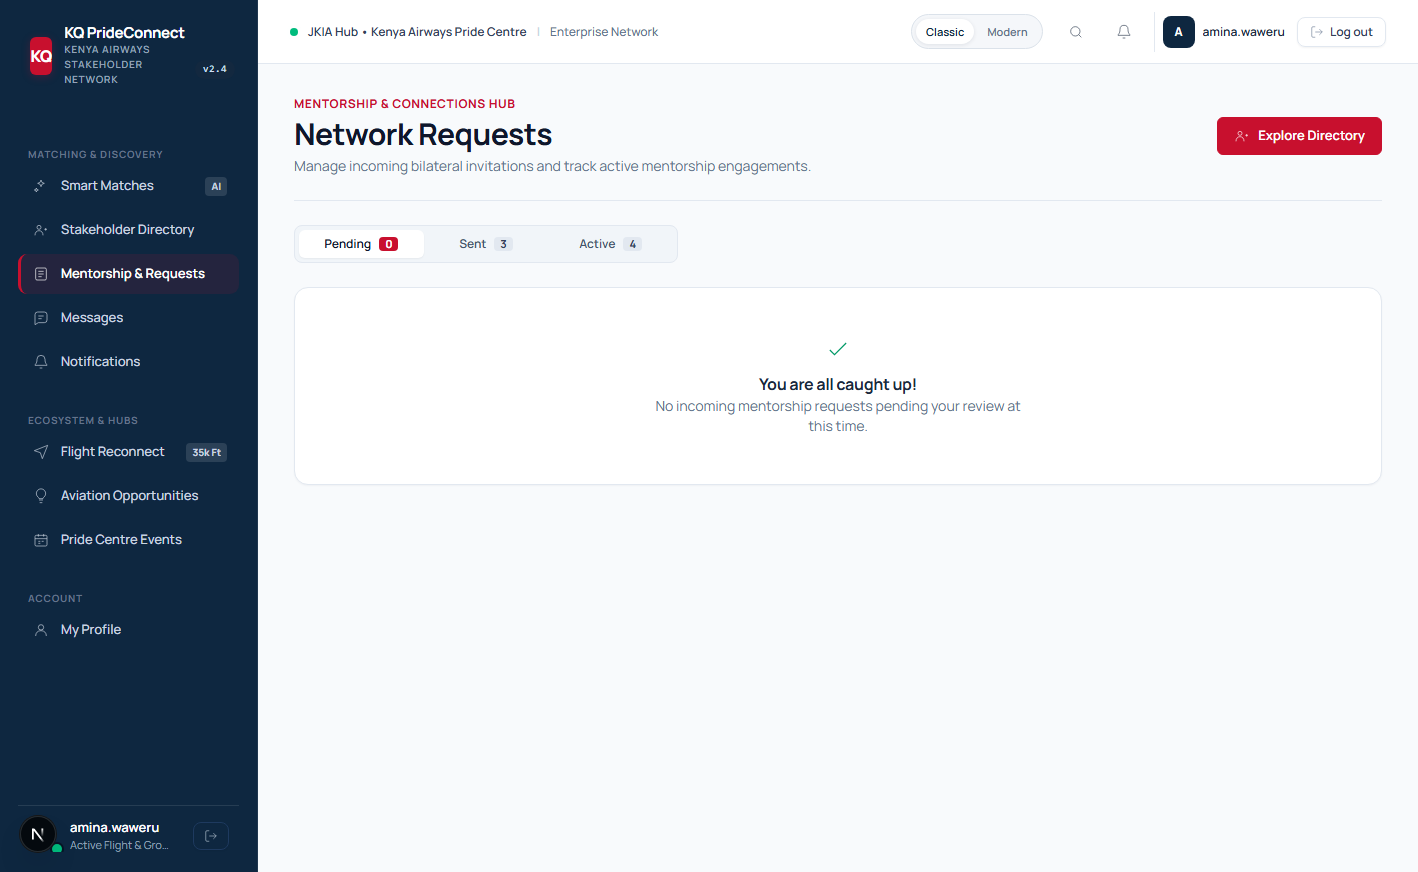 KQ
KQ PrideConnect
KENYA AIRWAYS
STAKEHOLDER
NETWORK
v2.4
MATCHING & DISCOVERY
Smart Matches AI
Stakeholder Directory
Mentorship & Requests
Messages
Notifications
ECOSYSTEM & HUBS
Flight Reconnect 35k Ft
Aviation Opportunities
Pride Centre Events
ACCOUNT
My Profile
N
amina.waweru
Active Flight & Gro...
JKIA Hub • Kenya Airways Pride Centre | Enterprise Network
Classic Modern
A amina.waweru
Log out
MENTORSHIP & CONNECTIONS HUB
Network Requests
Manage incoming bilateral invitations and track active mentorship engagements.
Explore Directory
Pending 0 Sent 3 Active 4
You are all caught up!
No incoming mentorship requests pending your review at
this time.